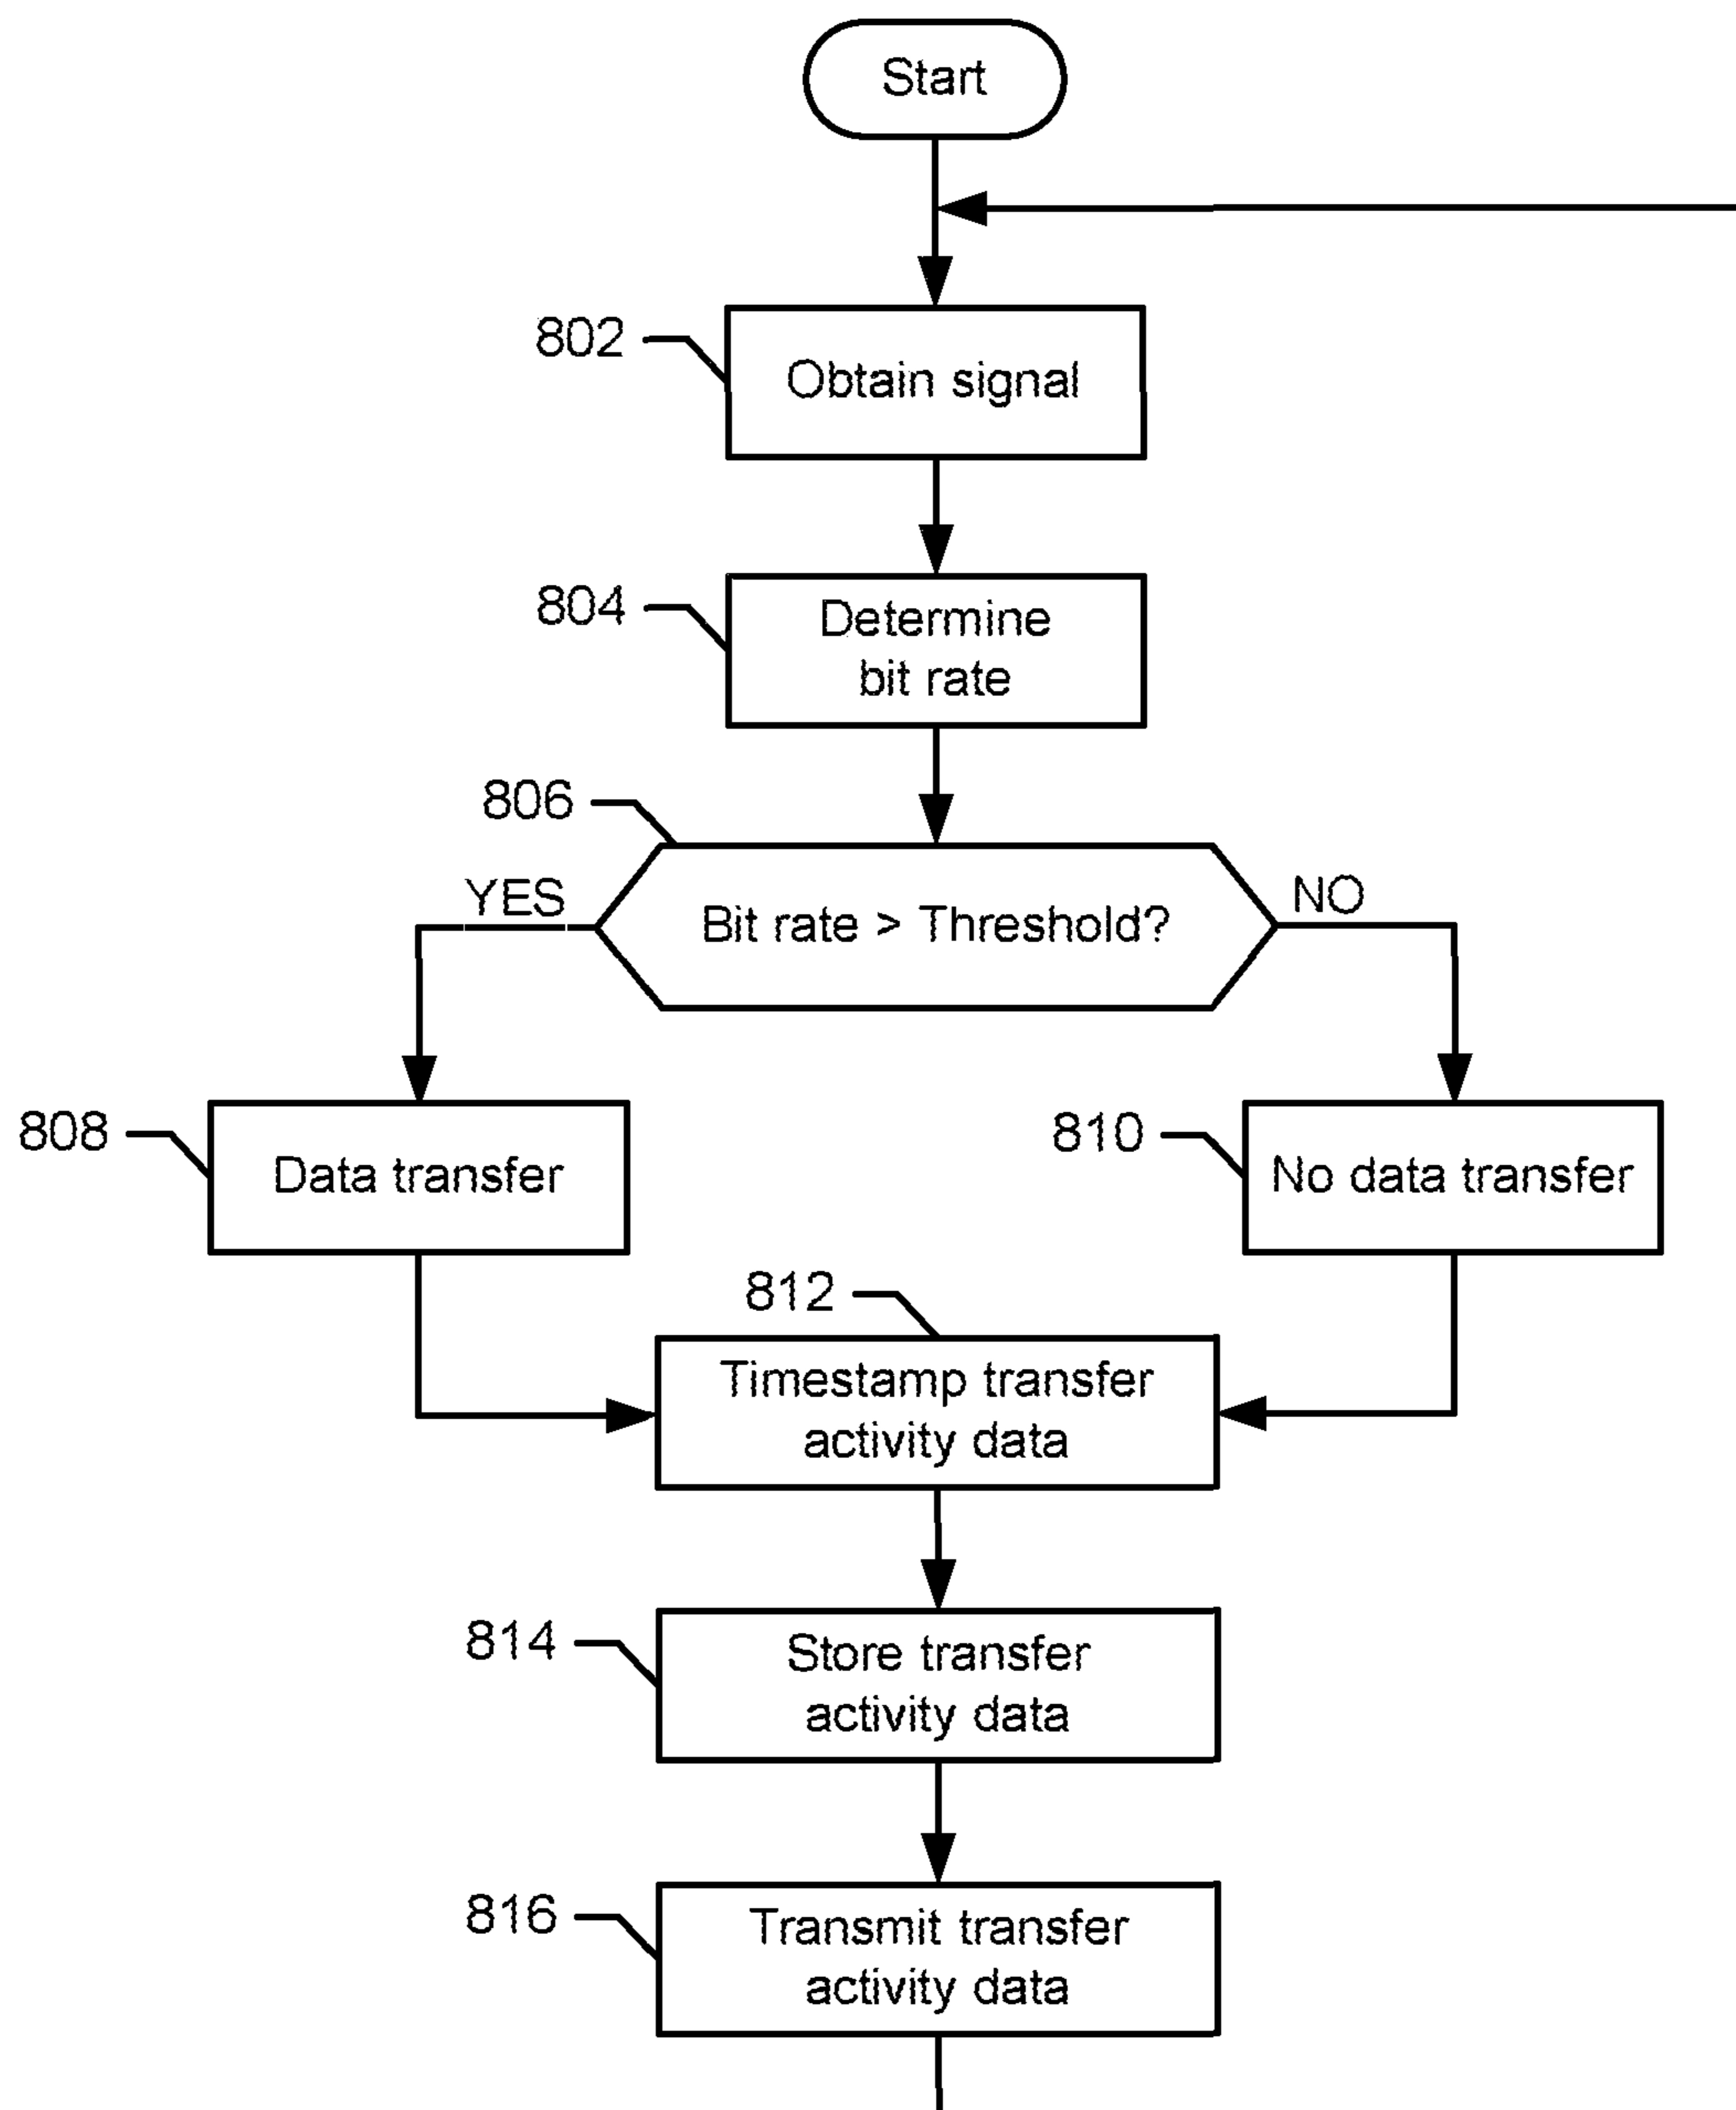 Start
802
Obtain signal
804
Determine
bit rate
806
YES
Bit rate > Threshold?
NO
808
Data transfer
810
No data transfer
812
Timestamp transfer
activity data
814
Store transfer
activity data
816
Transmit transfer
activity data